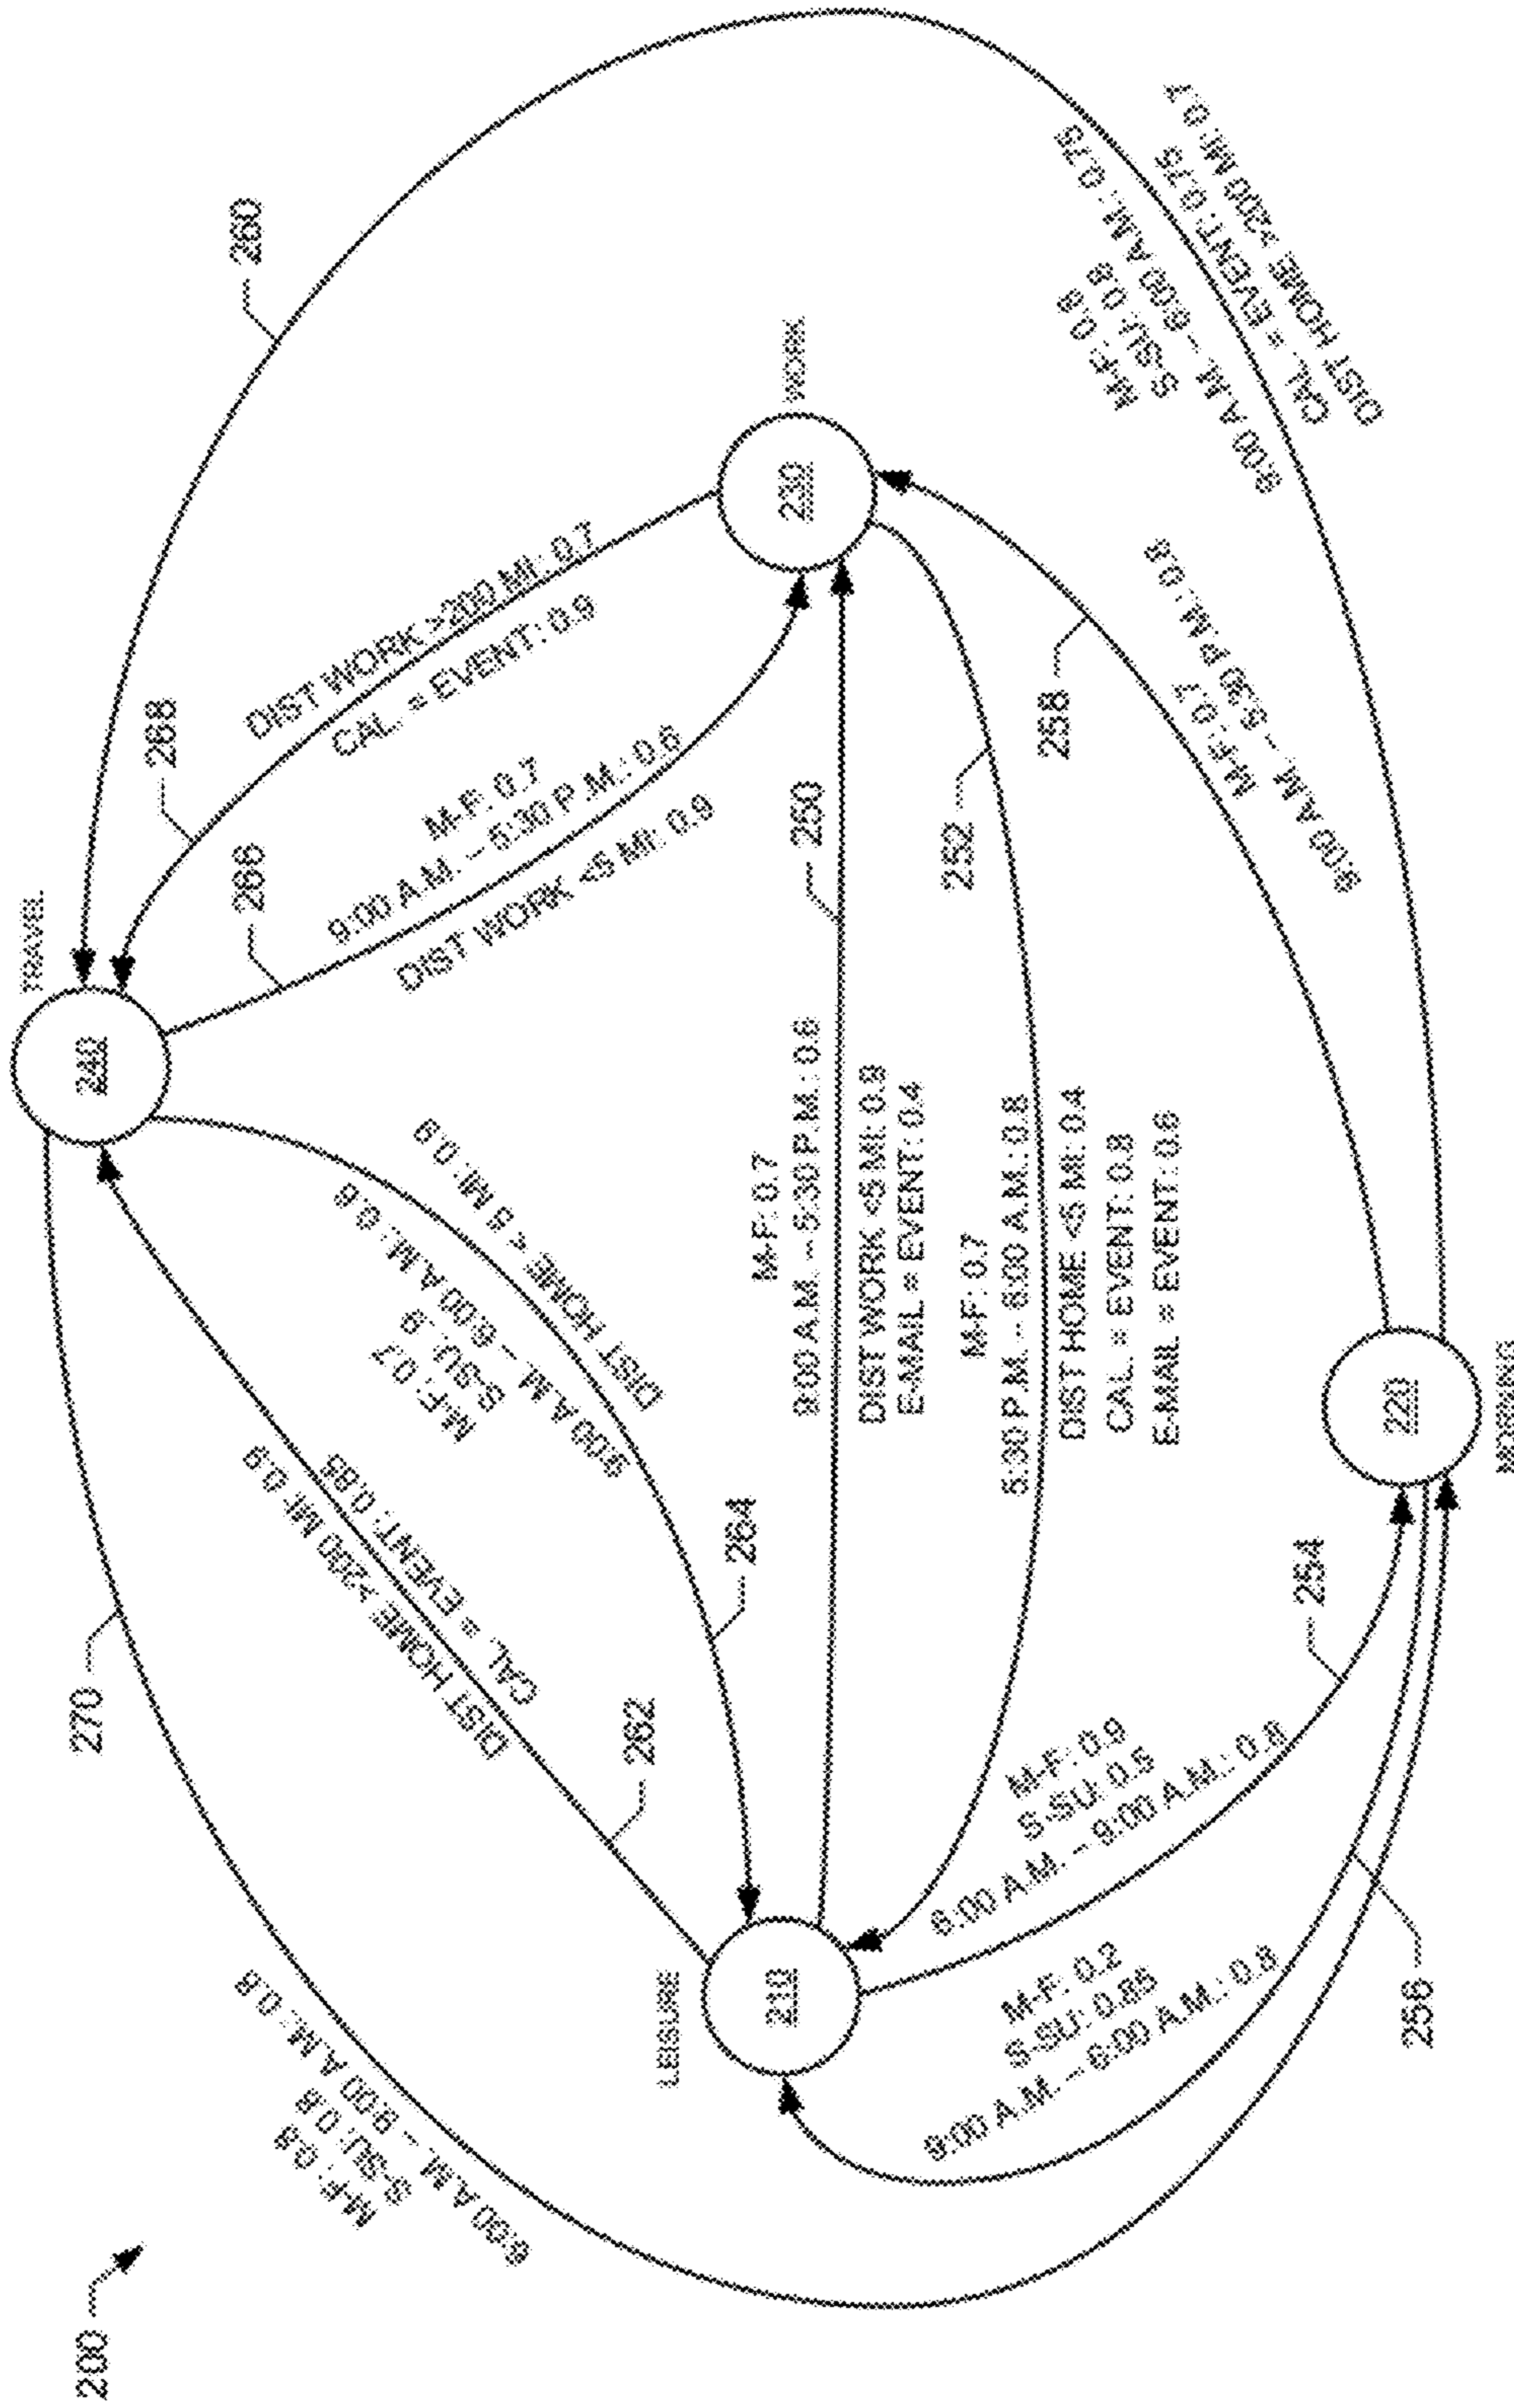 200
270
TRAVEL
240
260
M-F: 0.8
S-SU: 0.8
6:00 A.M. – 9:00 A.M.: 0.8
DIST HOME >200 MI: 0.9
CAL = EVENT: 0.85
262
M-F: 0.7
S-SU: .9
9:00 A.M. – 6:00 A.M.: 0.6
DIST HOME < 5 MI: 0.9
264
268
DIST WORK >200 MI: 0.7
CAL. = EVENT: 0.9
266
M-F: 0.7
9:00 A.M. – 5:30 P.M.: 0.6
DIST WORK <5 MI: 0.9
LEISURE
210
WORK
230
M-F: 0.7
9:00 A.M. – 5:30 P.M.: 0.6
250
DIST WORK <5 MI: 0.9
E-MAIL = EVENT: 0.4
M-F: 0.7
5:30 P.M. – 6:00 A.M.: 0.8
252
DIST HOME <5 MI: 0.4
CAL = EVENT: 0.8
E-MAIL = EVENT: 0.6
M-F: 0.9
S-SU: 0.5
6:00 A.M. – 9:00 A.M.: 0.8
254
M-F: 0.2
S-SU: 0.85
9:00 A.M. – 6:00 A.M.: 0.8
256
258
M-F: 0.7
9:00 A.M. – 5:30 P.M.: 0.8
M-F: 0.8
S-SU: 0.8
9:00 A.M. – 6:00 A.M.: 0.75
CAL = EVENT: 0.75
DIST HOME >200 MI: 0.7
220
MORNING